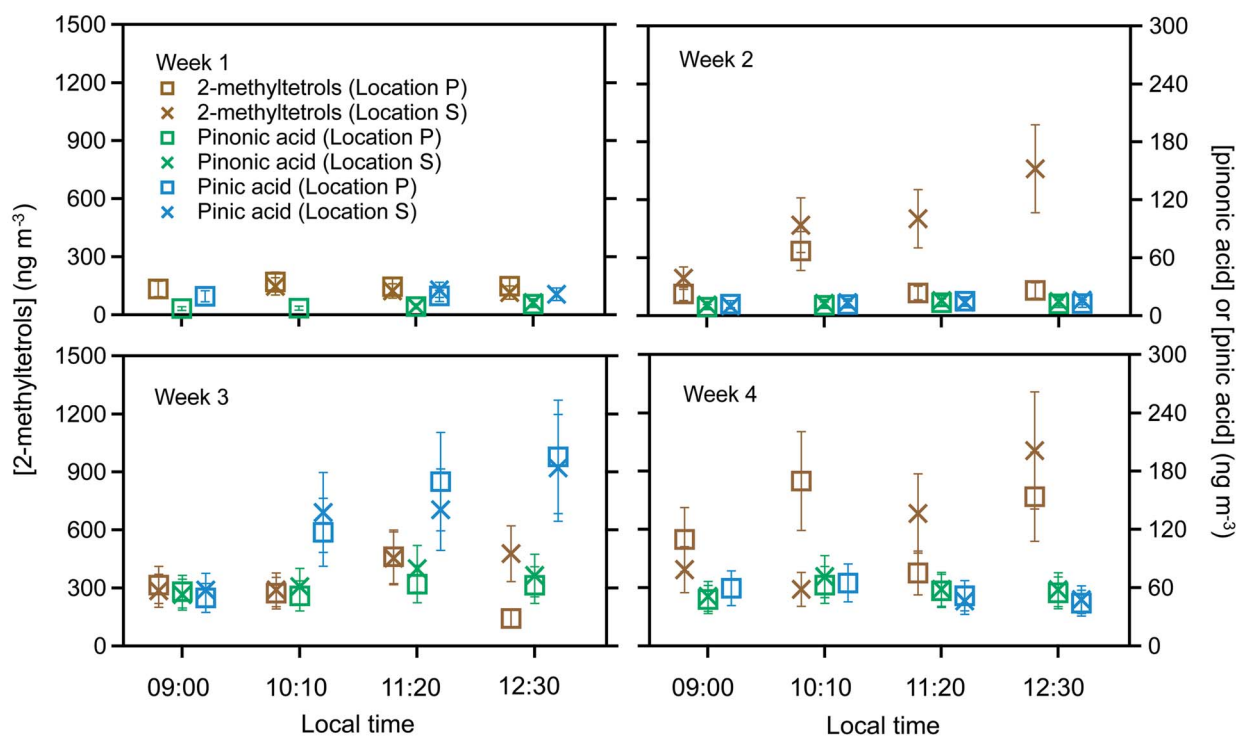 1500
1200
900
600
300
0
Week 1
2-methyltetrols (Location P)
2-methyltetrols (Location S)
Pinonic acid (Location P)
Pinonic acid (Location S)
Pinic acid (Location P)
Pinic acid (Location S)
Week 2
300
240
180
120
60
0
[2-methyltetrols] (ng m⁻³)
[pinonic acid] or [pinic acid] (ng m⁻³)
1500
1200
900
600
300
0
Week 3
Week 4
300
240
180
120
60
0
09:00 10:10 11:20 12:30
09:00 10:10 11:20 12:30
Local time
Local time